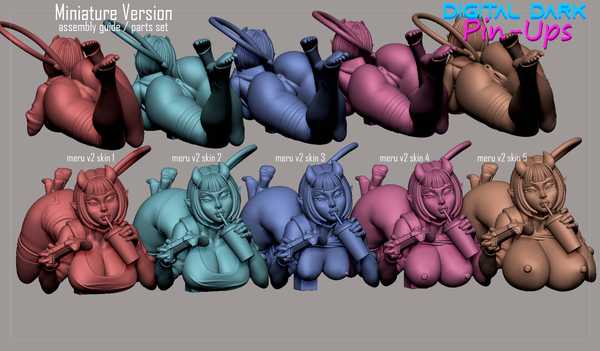 Miniature Version
assembly guide / parts set
DIGITAL DARK
Pin-Ups
meru v2 skin 1
meru v2 skin 2
meru v2 skin 3
meru v2 skin 4
meru v2 skin 5